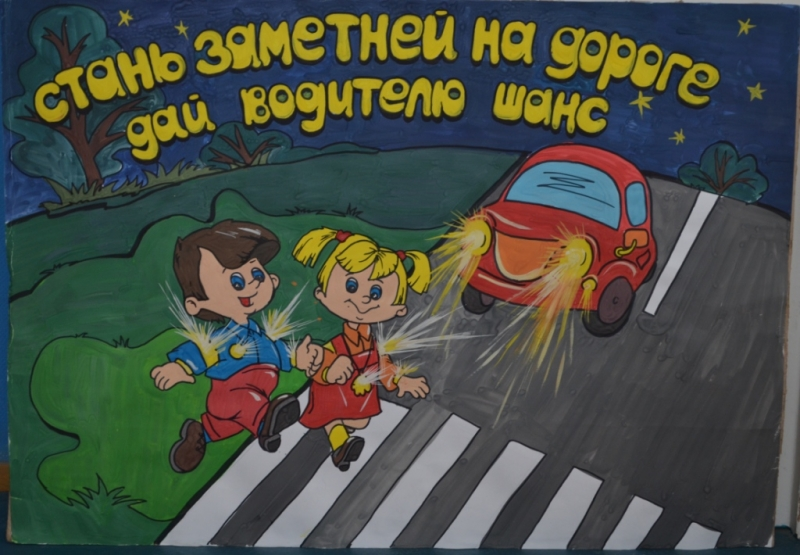 стань заметней на дороге
дай водителю шанс